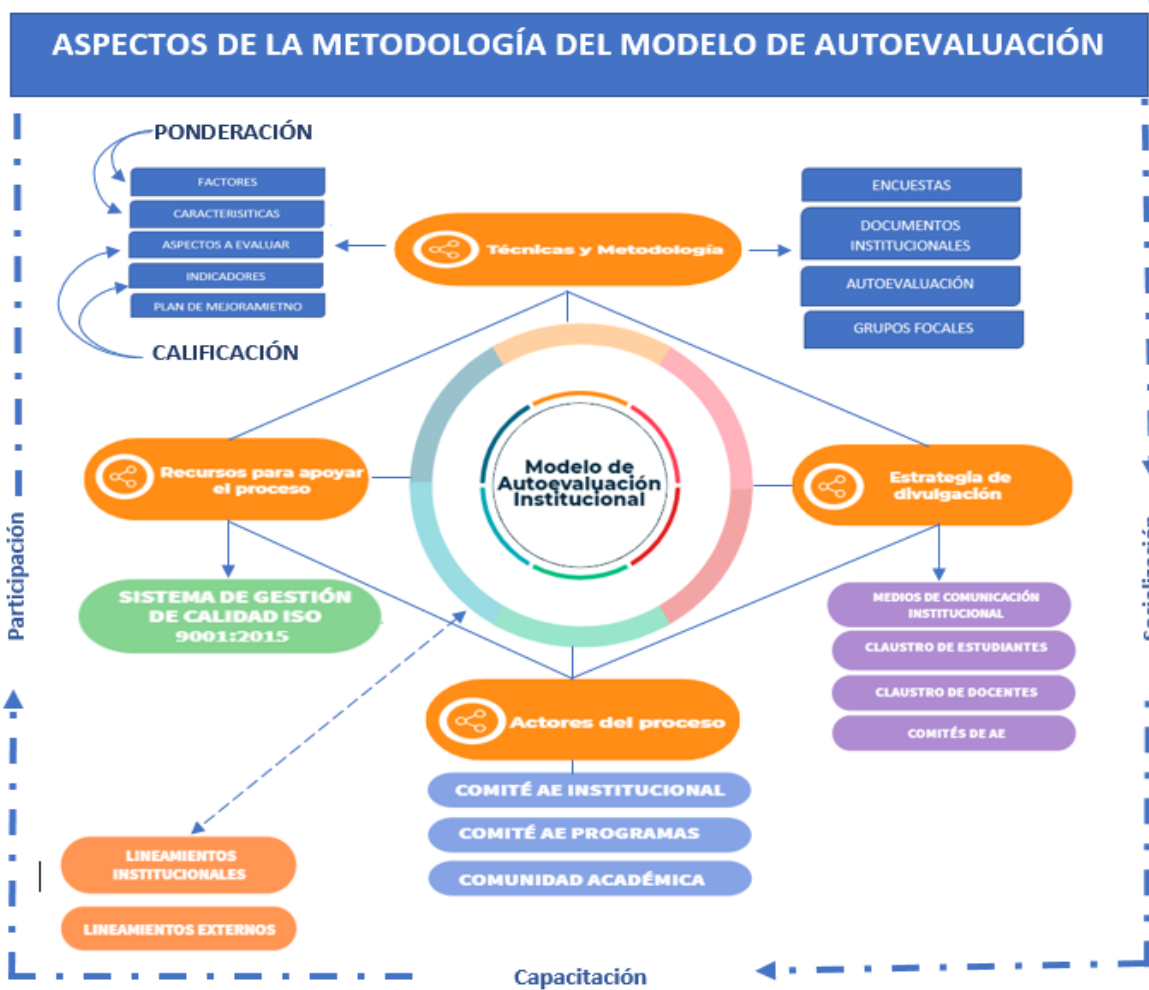 ASPECTOS DE LA METODOLOGÍA DEL MODELO DE AUTOEVALUACIÓN
PONDERACIÓN
FACTORES
CARACTERISITICAS
ASPECTOS A EVALUAR
INDICADORES
PLAN DE MEJORAMIETNO
CALIFICACIÓN
Técnicas y Metodología
ENCUESTAS
DOCUMENTOS
INSTITUCIONALES
AUTOEVALUACIÓN
GRUPOS FOCALES
Recursos para apoyar
el proceso
Modelo de
Autoevaluación
Institucional
Estrategia de
divulgación
Participación
SISTEMA DE GESTIÓN
DE CALIDAD ISO
9001:2015
MEDIOS DE COMUNICACIÓN
INSTITUCIONAL
CLAUSTRO DE ESTUDIANTES
CLAUSTRO DE DOCENTES
COMITÉS DE AE
Actores del proceso
COMITÉ AE INSTITUCIONAL
COMITÉ AE PROGRAMAS
COMUNIDAD ACADÉMICA
LINEAMIENTOS
INSTITUCIONALES
LINEAMIENTOS EXTERNOS
Capacitación